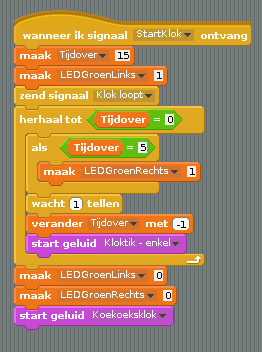 wanneer ik signaal StartKlok ontvang
maak Tijdover 15
maak LEDGroenLinks 1
zend signaal Klok loopt
herhaal tot Tijdover = 0
als Tijdover = 5
maak LEDGroenRechts 1
wacht 1 tellen
verander Tijdover met -1
start geluid Kloktik - enkel
maak LEDGroenLinks 0
maak LEDGroenRechts 0
start geluid Koekoeksklok